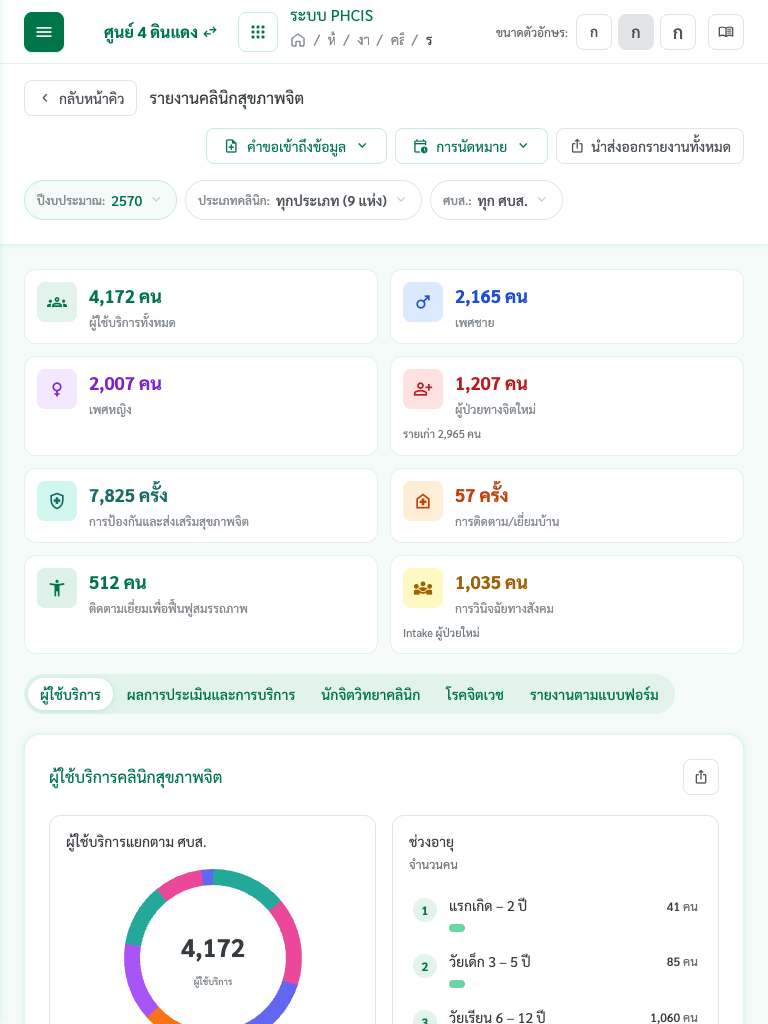 ศูนย์ 4 ดินแดง
ระบบ PHCIS
/ / / / ร
ขนาดตัวอักษร: ก ก ก
กลับหน้าคิว
รายงานคลินิกสุขภาพจิต
คำขอเข้าถึงข้อมูล
การนัดหมาย
นำส่งออกรายงานทั้งหมด
ปีงบประมาณ: 2570
ประเภทคลินิก: ทุกประเภท (9 แห่ง)
ศบส.: ทุก ศบส.
4,172 คน
ผู้ใช้บริการทั้งหมด
2,165 คน
เพศชาย
2,007 คน
เพศหญิง
1,207 คน
ผู้ป่วยทางจิตใหม่
รายเก่า 2,965 คน
7,825 ครั้ง
การป้องกันและส่งเสริมสุขภาพจิต
57 ครั้ง
การติดตาม/เยี่ยมบ้าน
512 คน
ติดตามเยี่ยมเพื่อฟื้นฟูสมรรถภาพ
1,035 คน
การวินิจฉัยทางสังคม
Intake ผู้ป่วยใหม่
ผู้ใช้บริการ
ผลการประเมินและการบริการ
นักจิตวิทยาคลินิก
โรคจิตเวช
รายงานตามแบบฟอร์ม
ผู้ใช้บริการคลินิกสุขภาพจิต
ผู้ใช้บริการแยกตาม ศบส.
4,172
ผู้ใช้บริการ
ช่วงอายุ
จำนวนคน
1 แรกเกิด – 2 ปี 41 คน
2 วัยเด็ก 3 – 5 ปี 85 คน
3 วัยเรียน 6 – 12 ปี 1,060 คน